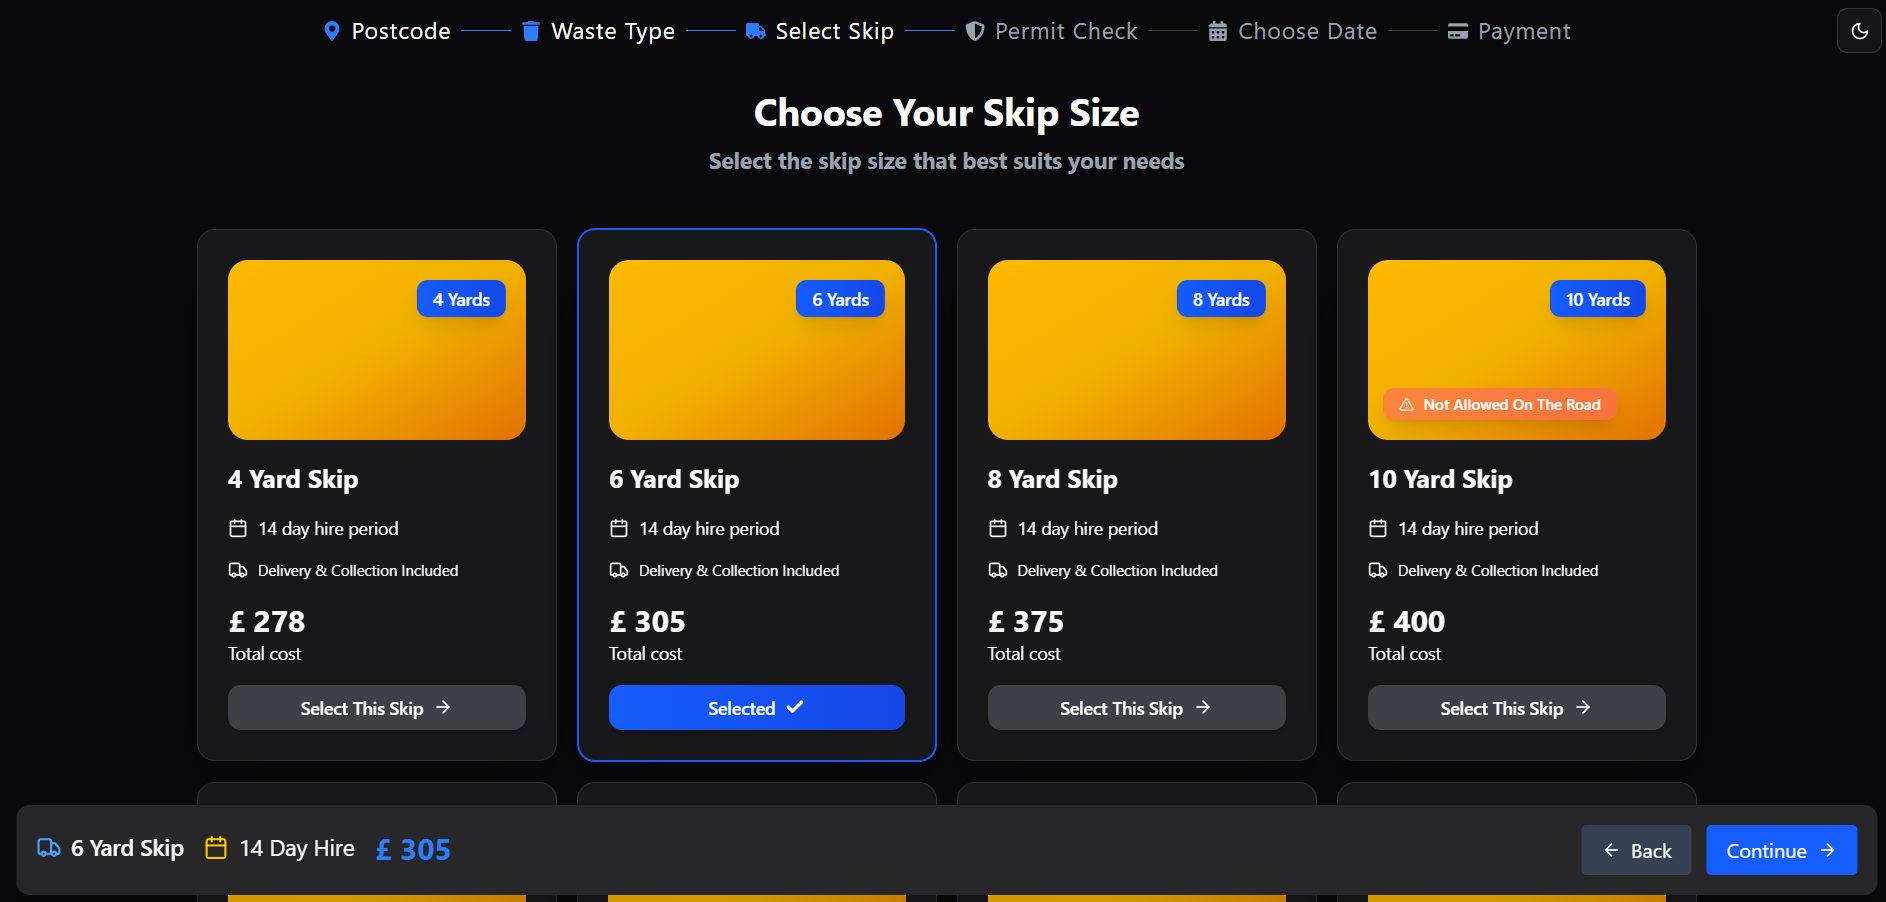 Postcode Waste Type Select Skip Permit Check Choose Date Payment
Choose Your Skip Size
Select the skip size that best suits your needs
4 Yards
4 Yard Skip
14 day hire period
Delivery & Collection Included
£ 278
Total cost
Select This Skip
6 Yards
6 Yard Skip
14 day hire period
Delivery & Collection Included
£ 305
Total cost
Selected
8 Yards
8 Yard Skip
14 day hire period
Delivery & Collection Included
£ 375
Total cost
Select This Skip
10 Yards
Not Allowed On The Road
10 Yard Skip
14 day hire period
Delivery & Collection Included
£ 400
Total cost
Select This Skip
6 Yard Skip 14 Day Hire £ 305 Back Continue